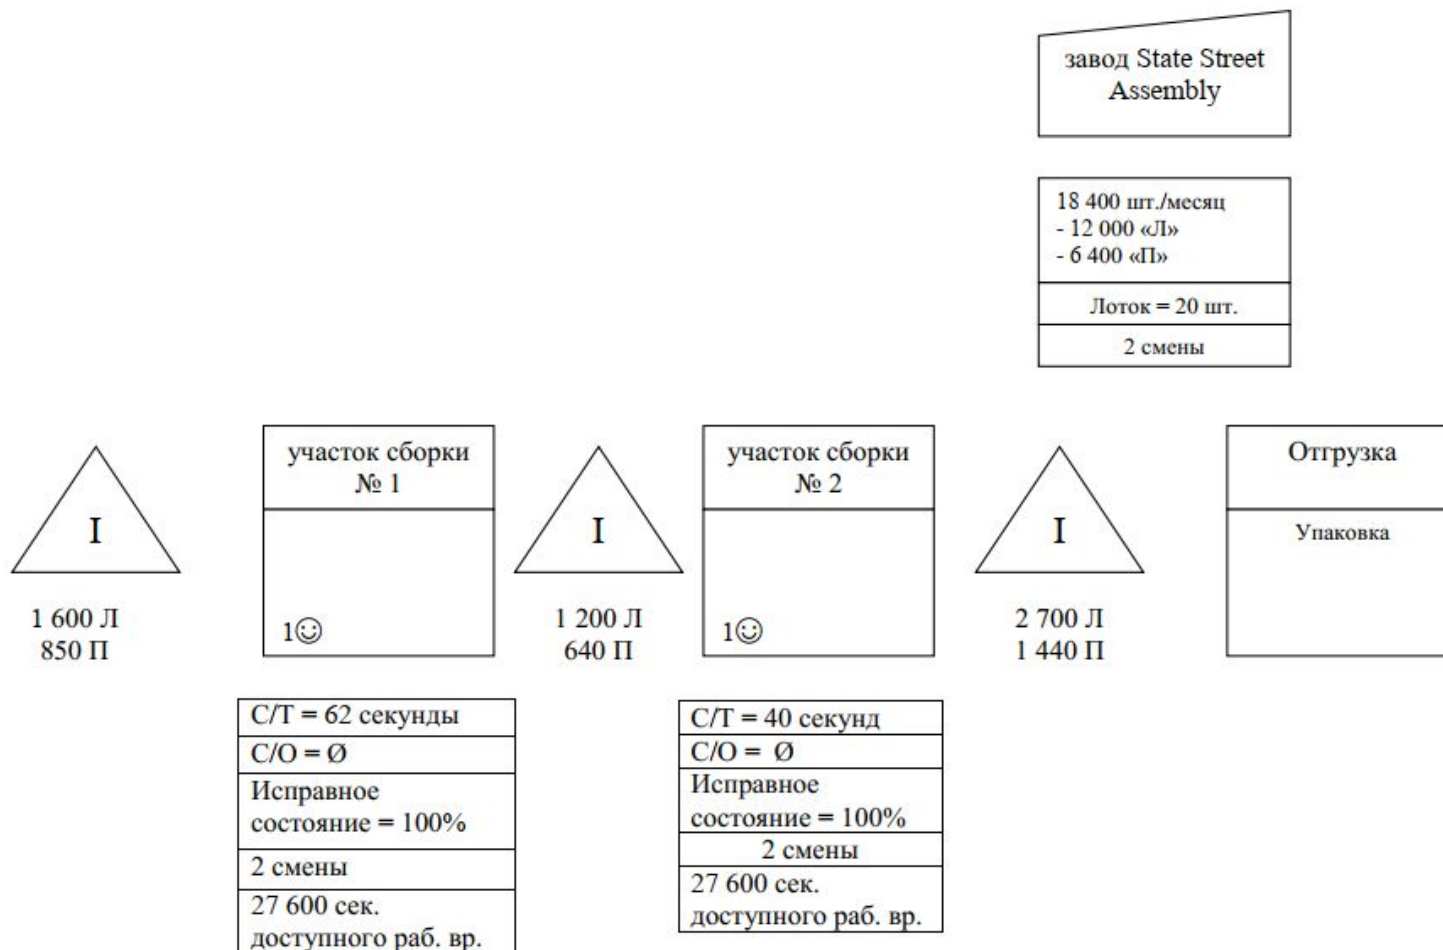 завод State Street
Assembly
18 400 шт./месяц
- 12 000 «Л»
- 6 400 «П»
Лоток = 20 шт.
2 смены
I
1 600 Л
850 П
участок сборки
№ 1
1☺
I
1 200 Л
640 П
участок сборки
№ 2
1☺
I
2 700 Л
1 440 П
Отгрузка
Упаковка
С/Т = 62 секунды
С/О = Ø
Исправное
состояние = 100%
2 смены
27 600 сек.
доступного раб. вр.
С/Т = 40 секунд
С/О = Ø
Исправное
состояние = 100%
2 смены
27 600 сек.
доступного раб. вр.